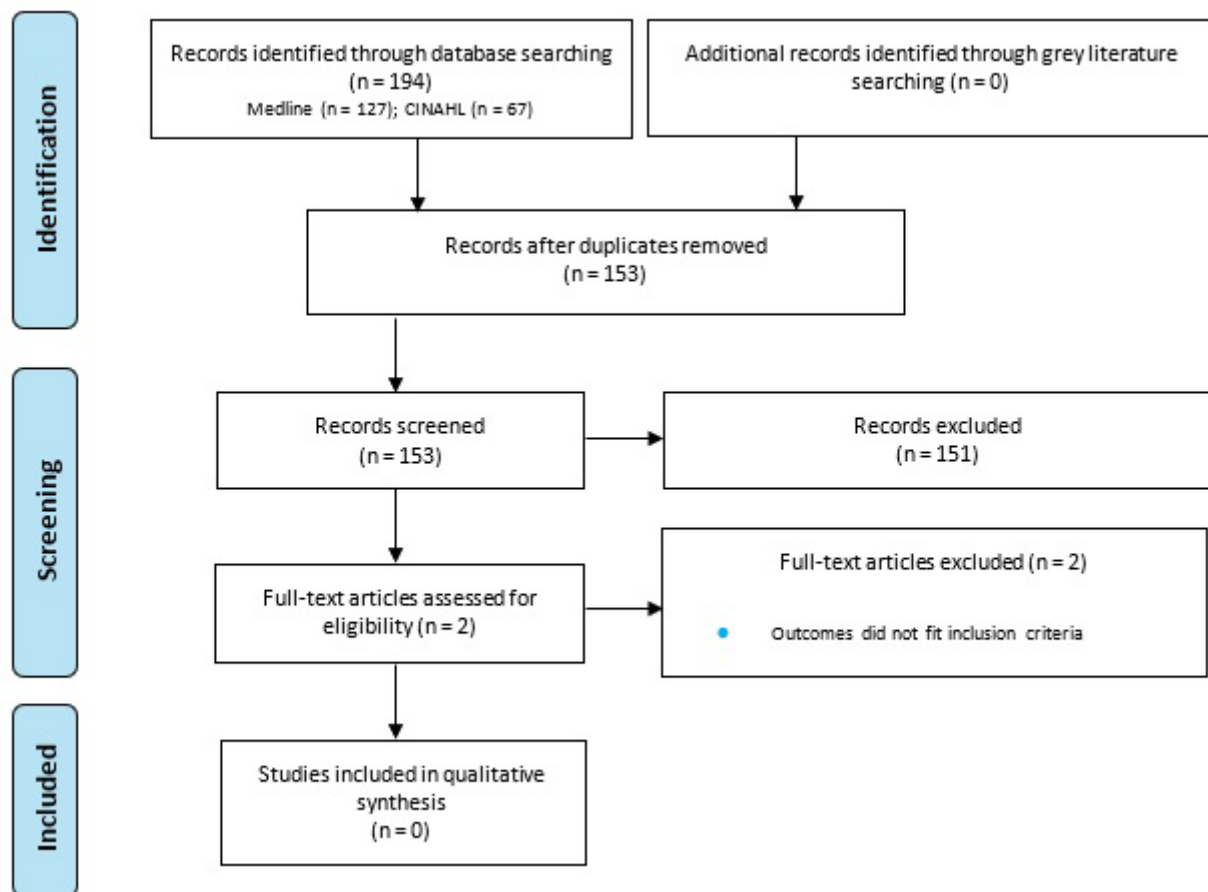 Identification
Records identified through database searching
(n = 194)
Medline (n = 127); CINAHL (n = 67)
Additional records identified through grey literature
searching (n = 0)
Records after duplicates removed
(n = 153)
Screening
Records screened
(n = 153)
Records excluded
(n = 151)
Full-text articles assessed for
eligibility (n = 2)
Full-text articles excluded (n = 2)
• Outcomes did not fit inclusion criteria
Included
Studies included in qualitative
synthesis
(n = 0)